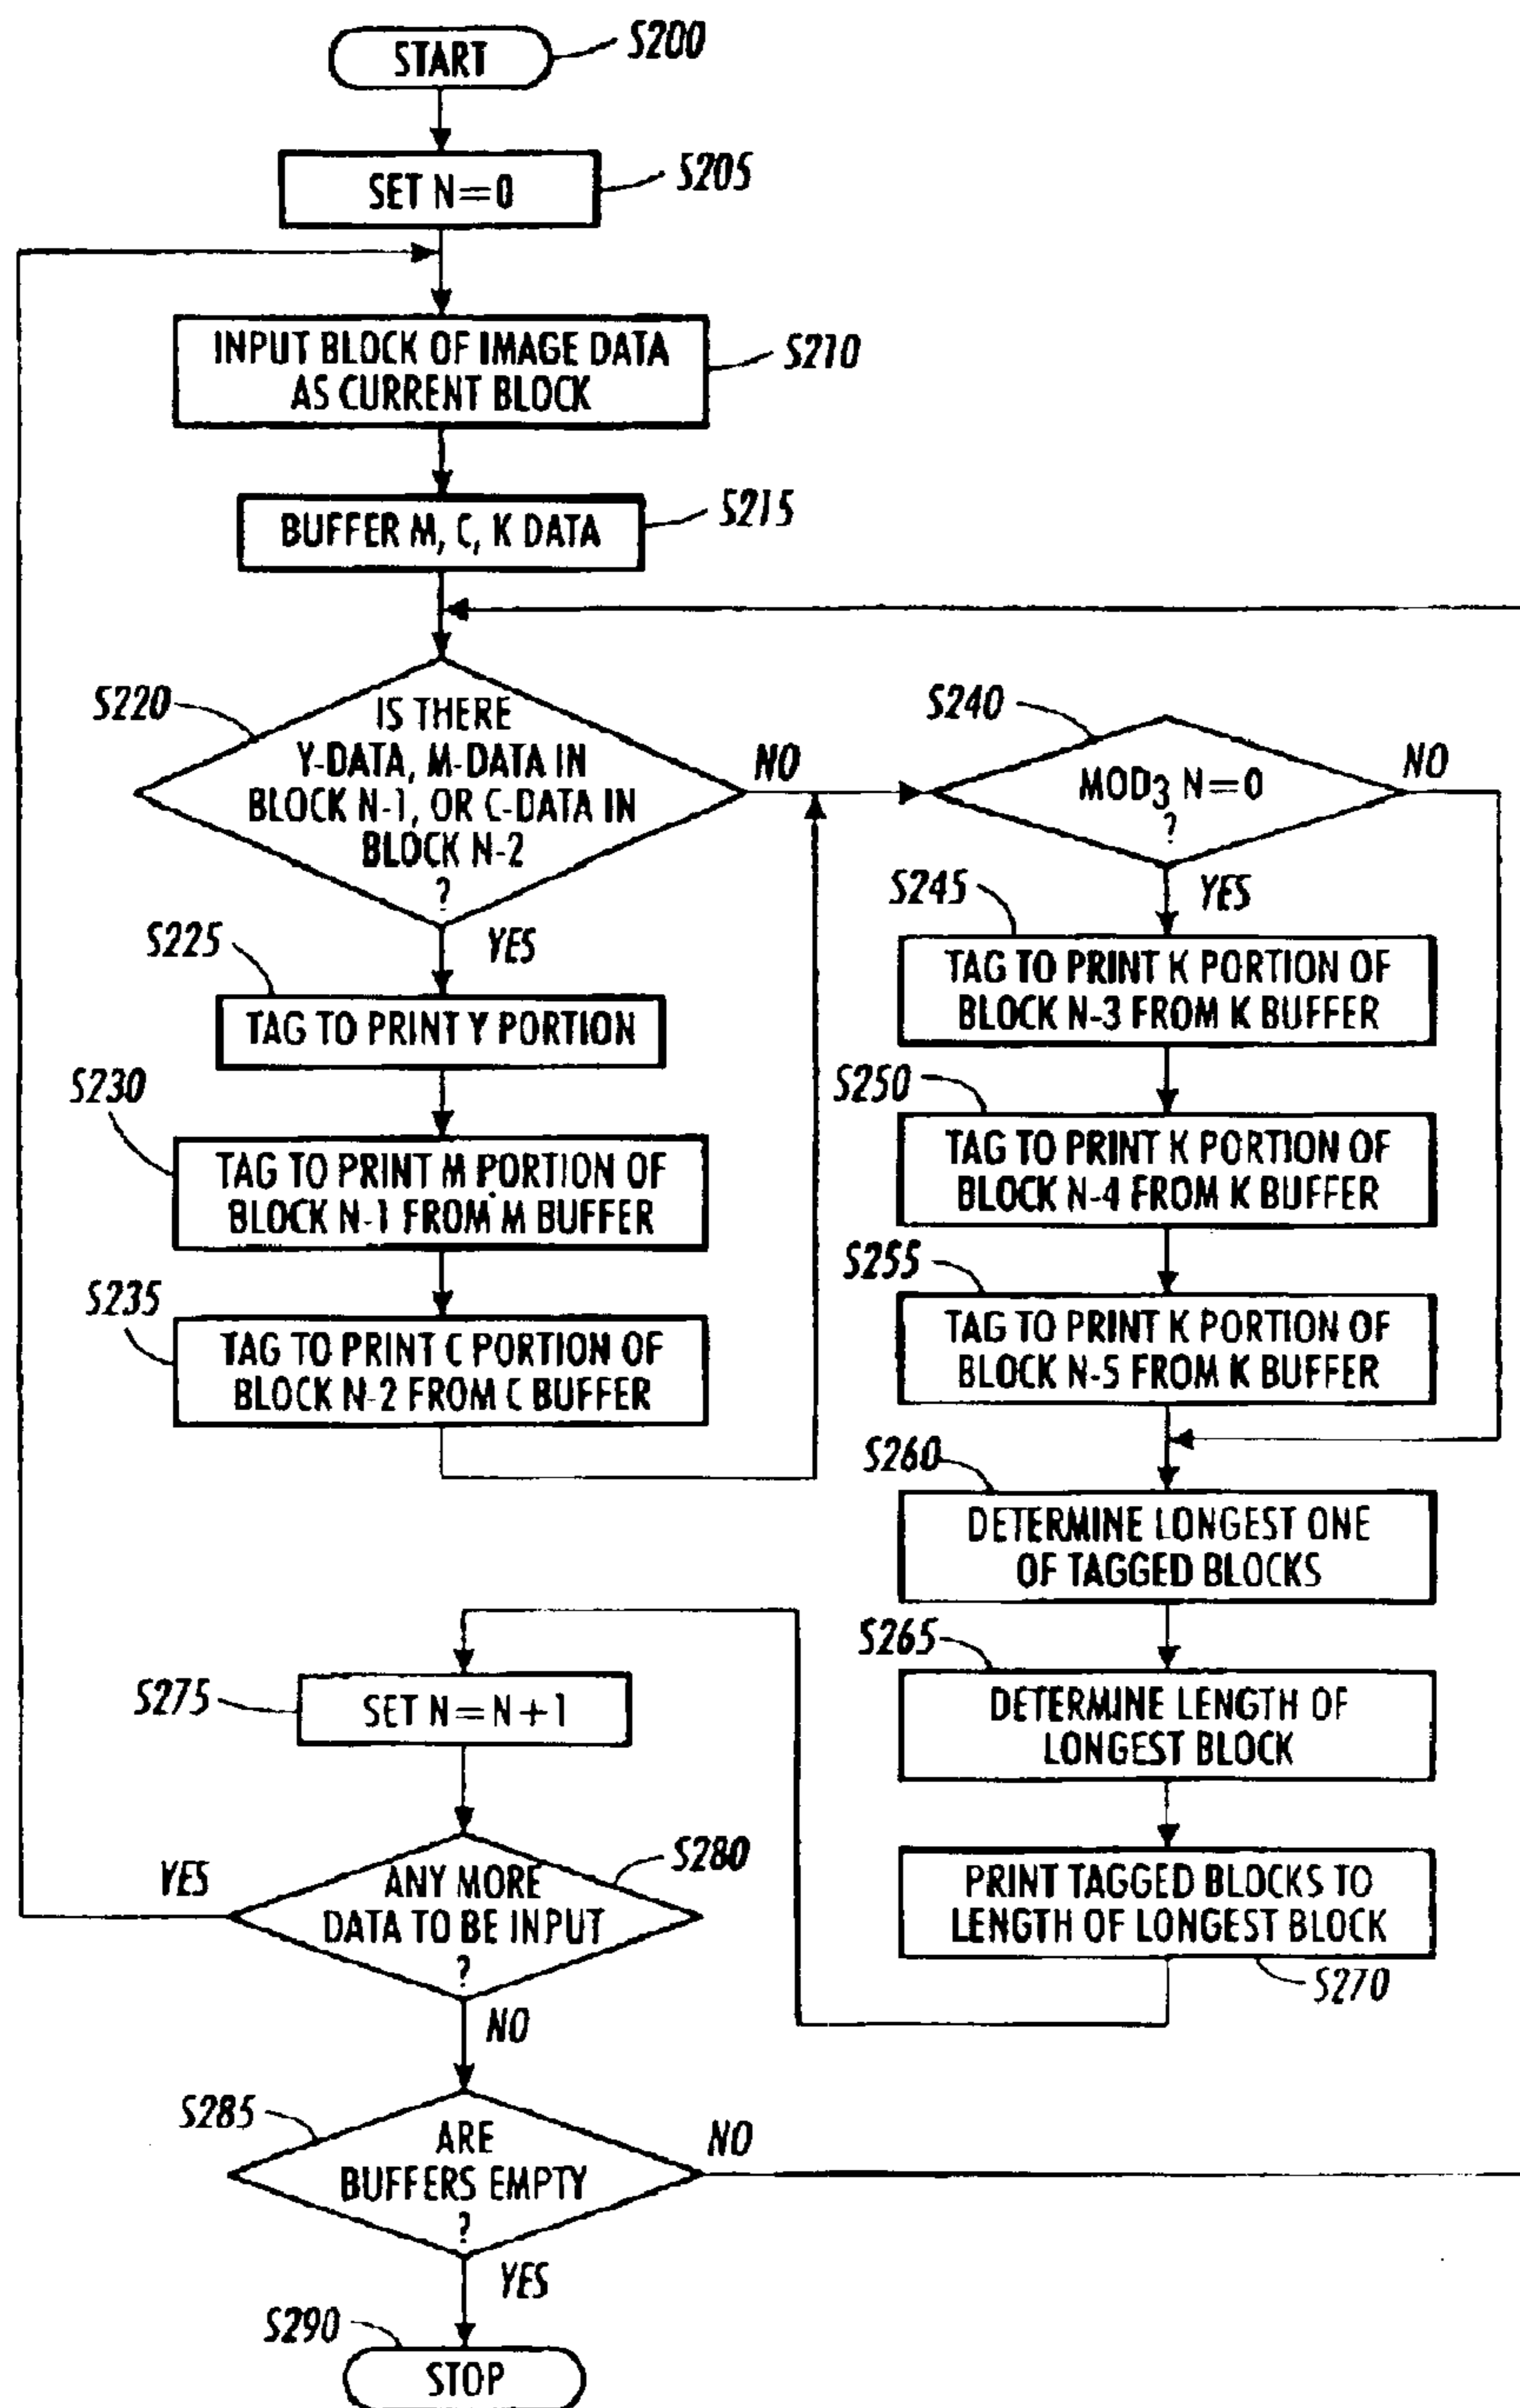 START
S200
SET N=0
S205
INPUT BLOCK OF IMAGE DATA
AS CURRENT BLOCK
S210
BUFFER M, C, K DATA
S215
S220
IS THERE
Y-DATA, M-DATA IN
BLOCK N-1, OR C-DATA IN
BLOCK N-2
?
NO
YES
S225
TAG TO PRINT Y PORTION
S230
TAG TO PRINT M PORTION OF
BLOCK N-1 FROM M BUFFER
S235
TAG TO PRINT C PORTION OF
BLOCK N-2 FROM C BUFFER
S240
MOD3 N=0
?
NO
YES
S245
TAG TO PRINT K PORTION OF
BLOCK N-3 FROM K BUFFER
S250
TAG TO PRINT K PORTION OF
BLOCK N-4 FROM K BUFFER
S255
TAG TO PRINT K PORTION OF
BLOCK N-5 FROM K BUFFER
S260
DETERMINE LONGEST ONE
OF TAGGED BLOCKS
S265
DETERMINE LENGTH OF
LONGEST BLOCK
PRINT TAGGED BLOCKS TO
LENGTH OF LONGEST BLOCK
S270
S275
SET N=N+1
S280
ANY MORE
DATA TO BE INPUT
?
YES
NO
S285
ARE
BUFFERS EMPTY
?
NO
YES
S290
STOP